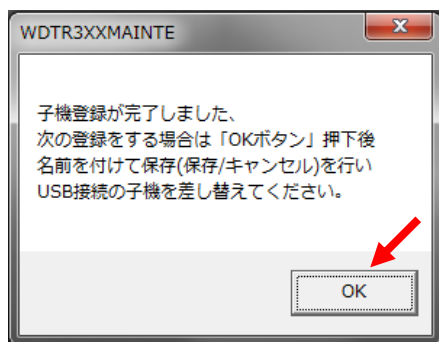 WDTR3XXMAINTE
子機登録が完了しました、
次の登録をする場合は「OKボタン」押下後
名前を付けて保存(保存/キャンセル)を行い
USB接続の子機を差し替えてください。
OK